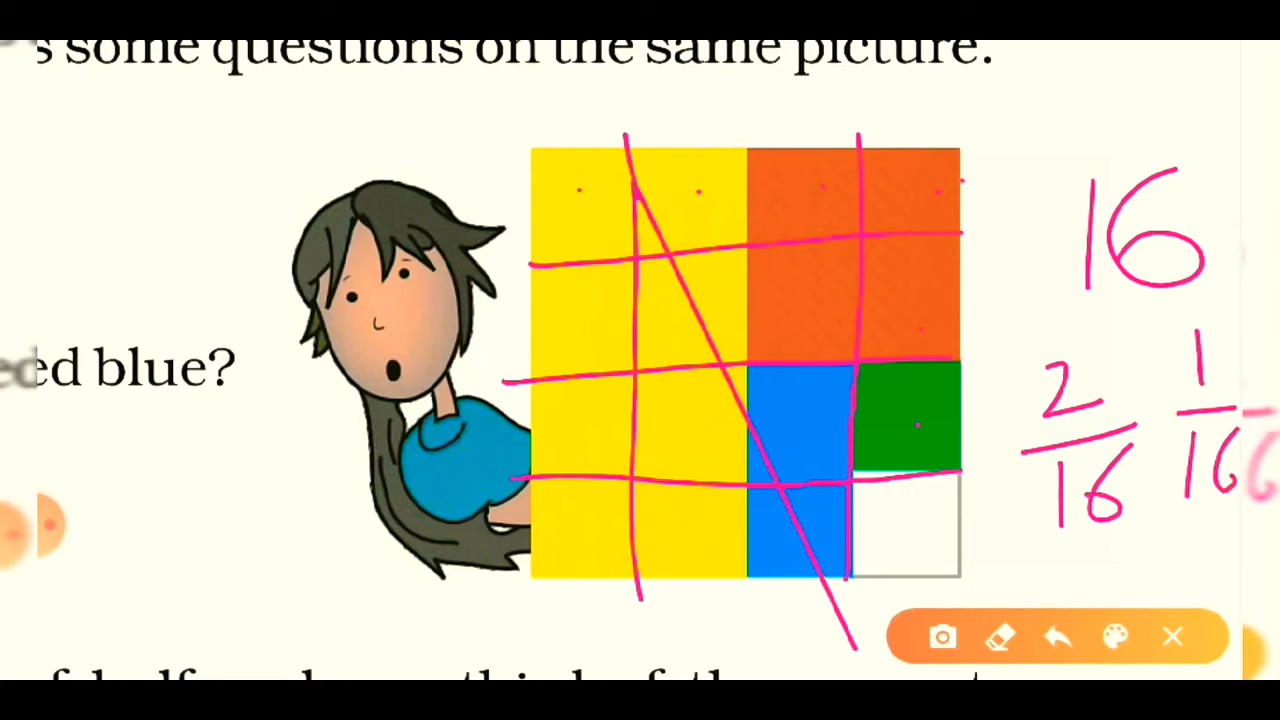 s some questions on the same picture.
16
ed blue?
2/16 1/16